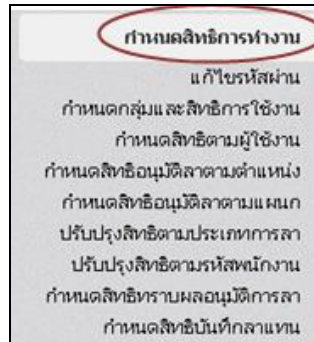 กำหนดสิทธิการทำงาน
แก้ไขรหัสผ่าน
กำหนดกลุ่มและสิทธิการใช้งาน
กำหนดสิทธิตามผู้ใช้งาน
กำหนดสิทธิอนุมัติลาตามตำแหน่ง
กำหนดสิทธิอนุมัติลาตามแผนก
ปรับปรุงสิทธิตามประเภทการลา
ปรับปรุงสิทธิตามรหัสพนักงาน
กำหนดสิทธิทราบผลอนุมัติการลา
กำหนดสิทธิบันทึกลาแทน